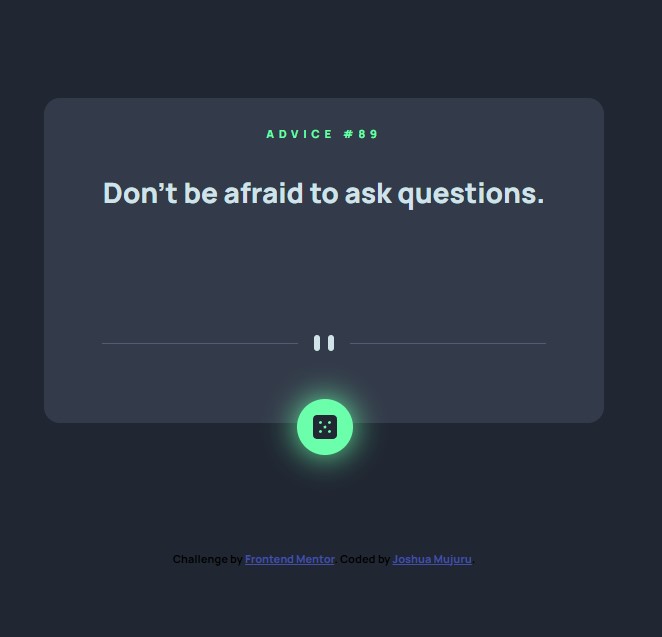 ADVICE #89
Don’t be afraid to ask questions.
Challenge by Frontend Mentor. Coded by Joshua Mujuru.